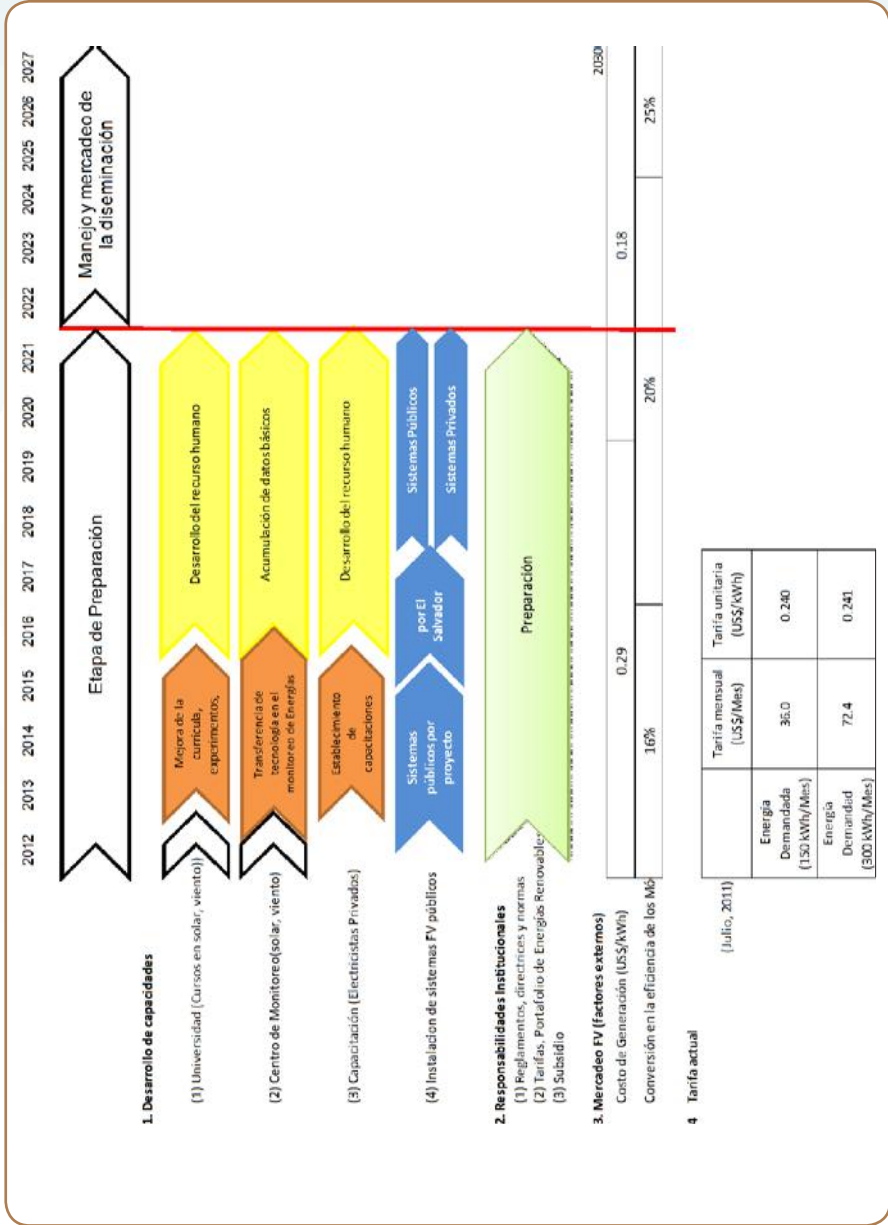 2012 2013 2014 2015 2016 2017 2018 2019 2020 2021 2022 2023 2024 2025 2026 2027
Etapa de Preparación
Manejo y mercadeo de
la diseminación
1. Desarrollo de capacidades
(1) Universidad (Cursos en solar, viento))
Mejora de la
currícula,
experimentos,
Desarrollo del recurso humano
(2) Centro de Monitoreo(solar, viento)
Transferencia de
tecnología en el
monitoreo de Energías
Acumulación de datos básicos
(3) Capacitación (Electricistas Privados)
Establecimiento
de
capacitaciones
Desarrollo del recurso humano
(4) Instalacion de sistemas FV públicos
Sistemas
públicos por
proyecto
por El
Salvador
Sistemas Públicos
Sistemas Privados
2. Responsabilidades Institucionales
(1) Reglamentos, directrices y normas
(2) Tarifas, Portafolio de Energías Renovables
(3) Subsidio
Preparación
3. Mercadeo FV (factores externos)
2030
Costo de Generación (US$/kWh)
0.29
0.18
Conversión en la eficiencia de los Mó
16%
20%
25%
4 Tarifa actual
(Julio, 2011)
Tarifa mensual
(US$/Mes)
Tarifa unitaria
(US$/kWh)
Energía
Demandada
(150 kWh/Mes)
36.0
0.240
Energía
Demandad
(300 kWh/Mes)
72.4
0.241